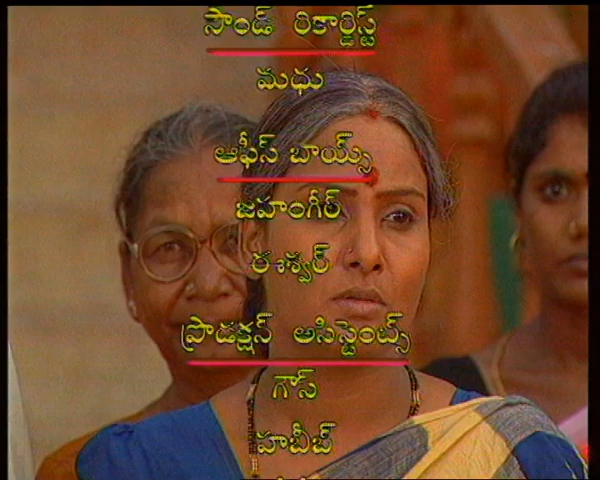 సౌండ్ రికార్డిస్ట్
మధు
ఆఫీస్ బాయ్స్
జహంగీర్
ఈశ్వర్
ప్రొడక్షన్ అసిస్టెంట్స్
గౌస్
హబీబ్